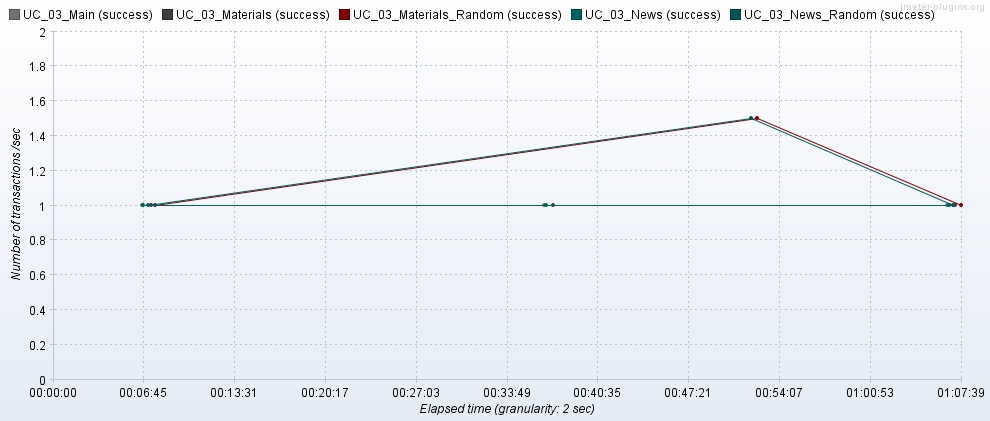 UC_03_Main (success) UC_03_Materials (success) UC_03_Materials_Random (success) UC_03_News (success) UC_03_News_Random (success)
jmeter-plugins.org
2
1.8
1.6
1.4
1.2
1
0.8
0.6
0.4
0.2
0
Number of transactions /sec
00:00:00 00:06:45 00:13:31 00:20:17 00:27:03 00:33:49 00:40:35 00:47:21 00:54:07 01:00:53 01:07:39
Elapsed time (granularity: 2 sec)